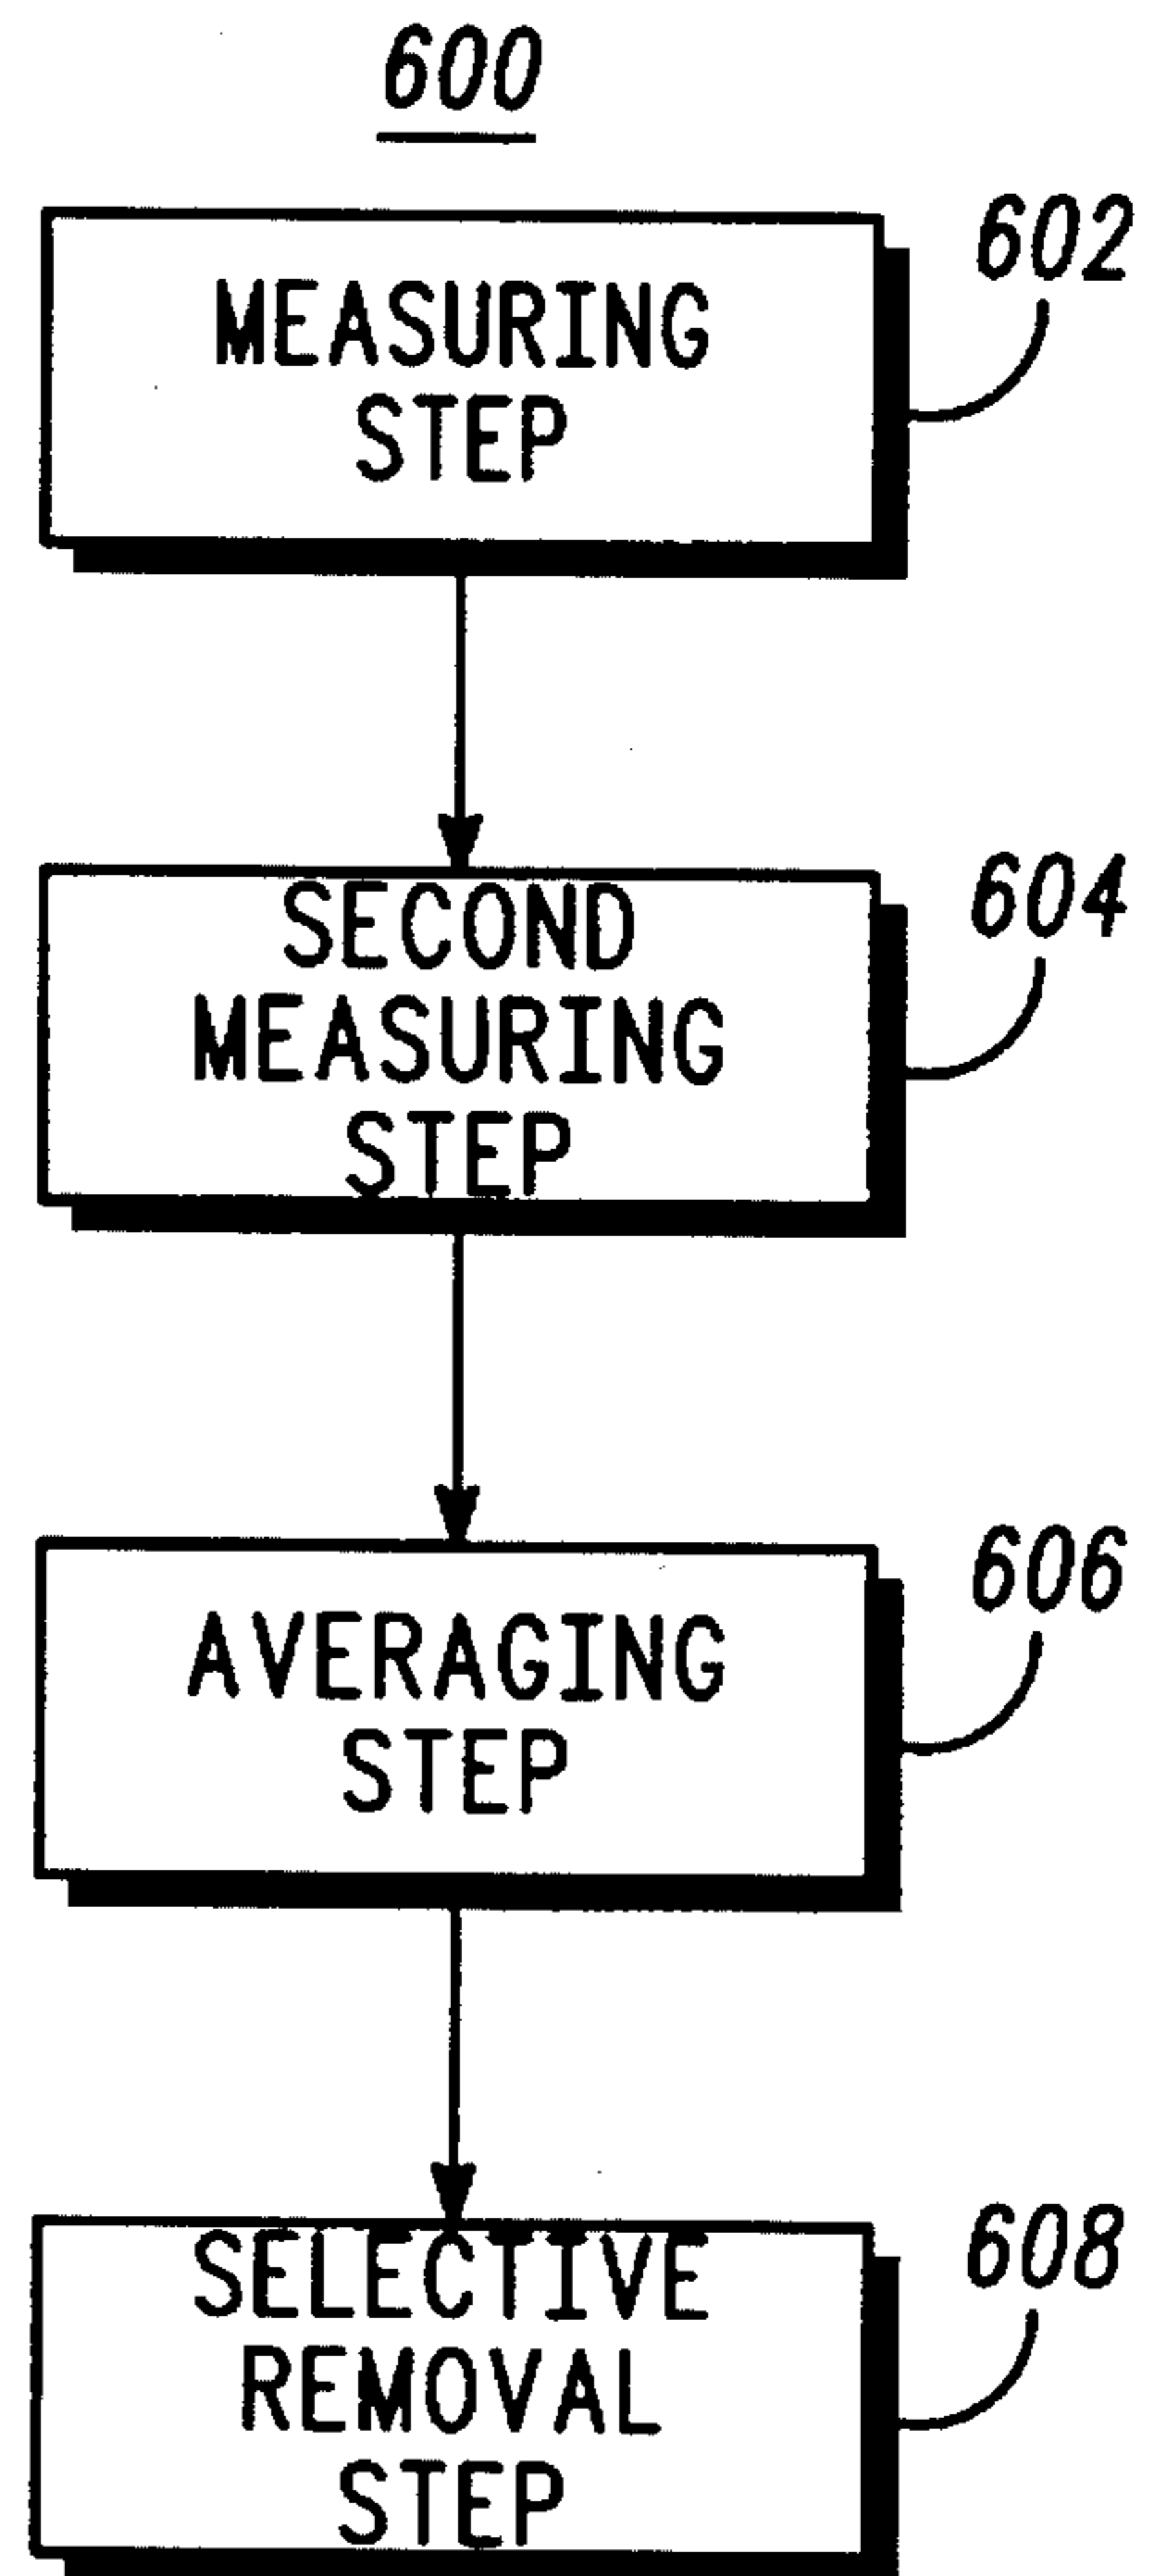 600
602
MEASURING
STEP
604
SECOND
MEASURING
STEP
606
AVERAGING
STEP
608
SELECTIVE
REMOVAL
STEP